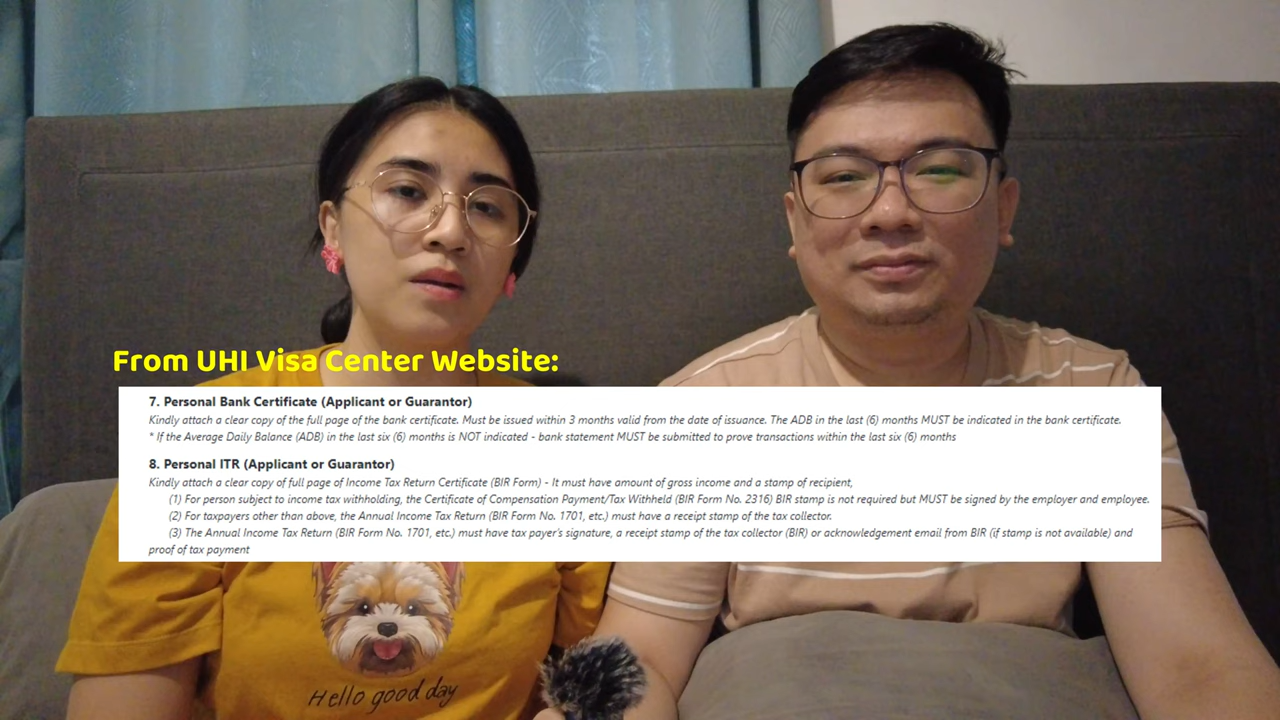 From UHI Visa Center Website:
7. Personal Bank Certificate (Applicant or Guarantor)
Kindly attach a clear copy of the full page of the bank certificate. Must be issued within 3 months valid from the date of issuance. The ADB in the last (6) months MUST be indicated in the bank certificate.
* If the Average Daily Balance (ADB) in the last six (6) months is NOT indicated - bank statement MUST be submitted to prove transactions within the last six (6) months
8. Personal ITR (Applicant or Guarantor)
Kindly attach a clear copy of full page of Income Tax Return Certificate (BIR Form) - It must have amount of gross income and a stamp of recipient,
(1) For person subject to income tax withholding, the Certificate of Compensation Payment/Tax Withheld (BIR Form No. 2316) BIR stamp is not required but MUST be signed by the employer and employee.
(2) For taxpayers other than above, the Annual Income Tax Return (BIR Form No. 1701, etc.) must have a receipt stamp of the tax collector.
(3) The Annual Income Tax Return (BIR Form No. 1701, etc.) must have tax payer's signature, a receipt stamp of the tax collector (BIR) or acknowledgement email from BIR (if stamp is not available) and
proof of tax payment
Hello good day